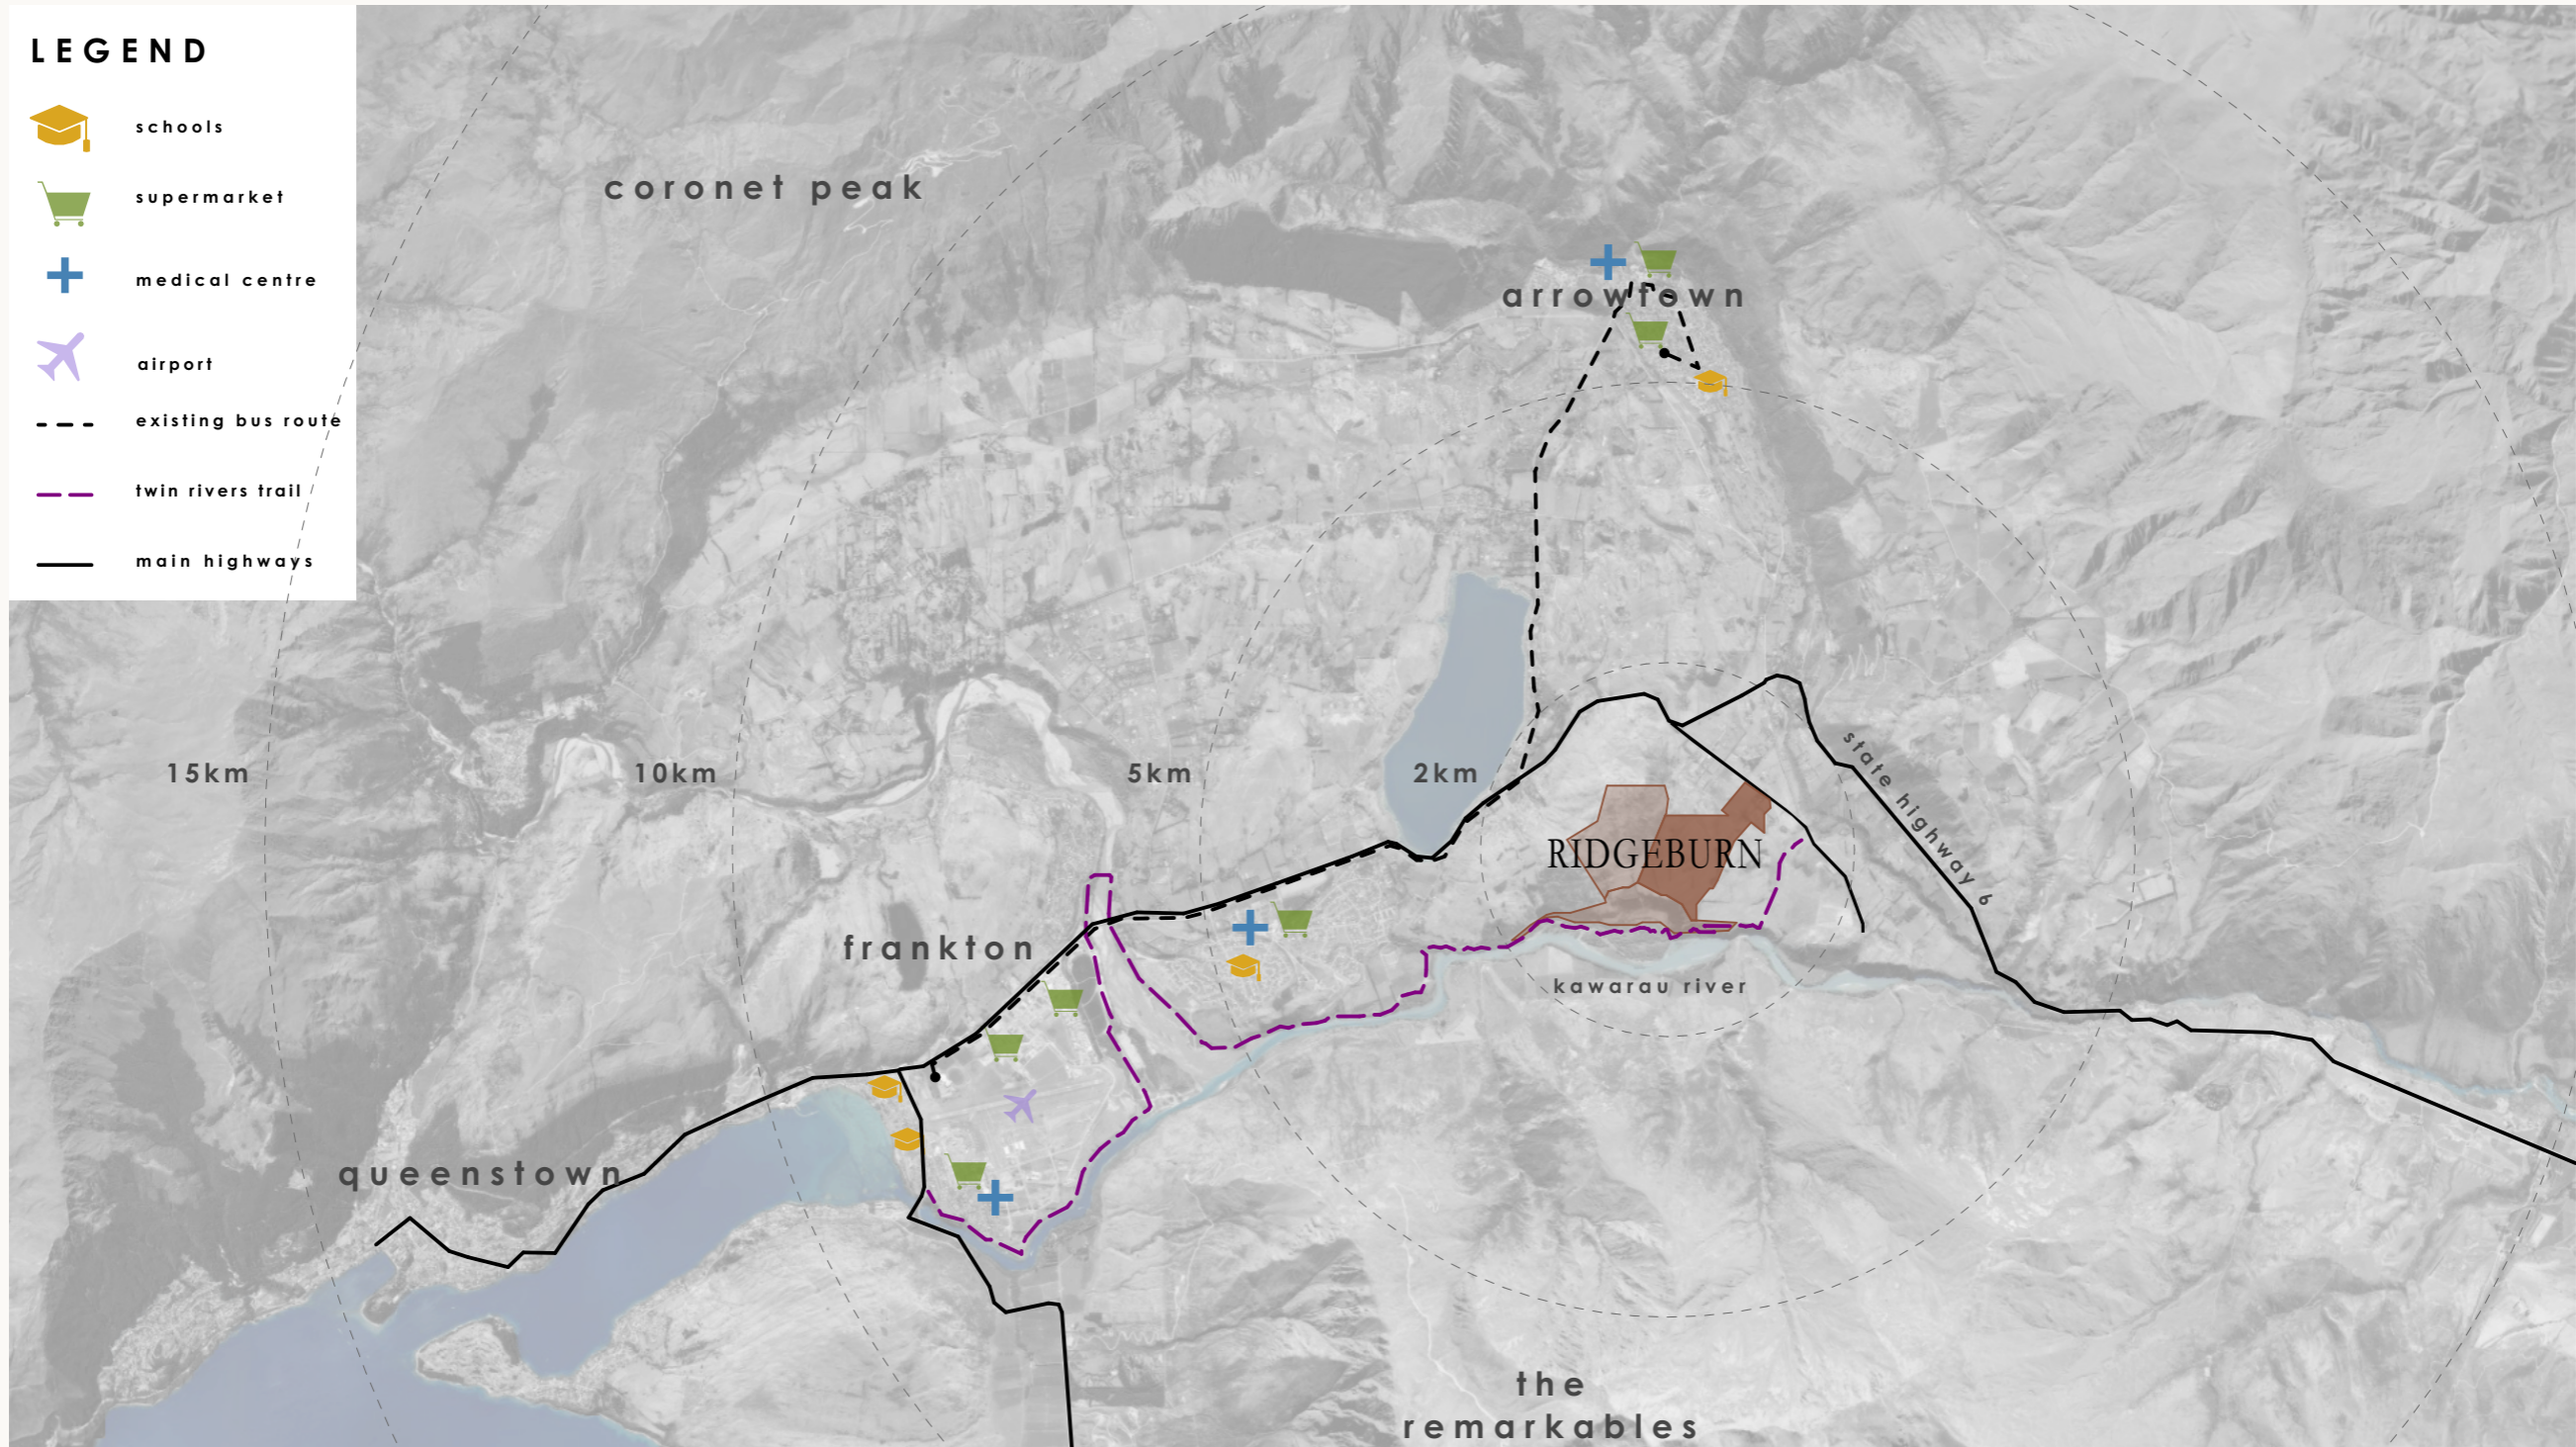 LEGEND
schools
supermarket
medical centre
airport
existing bus route
twin rivers trail
main highways
coronet peak
arrowtown
15km
10km
5km
2km
state highway 6
RIDGEBURN
frankton
kawarau river
queenstown
the
remarkables